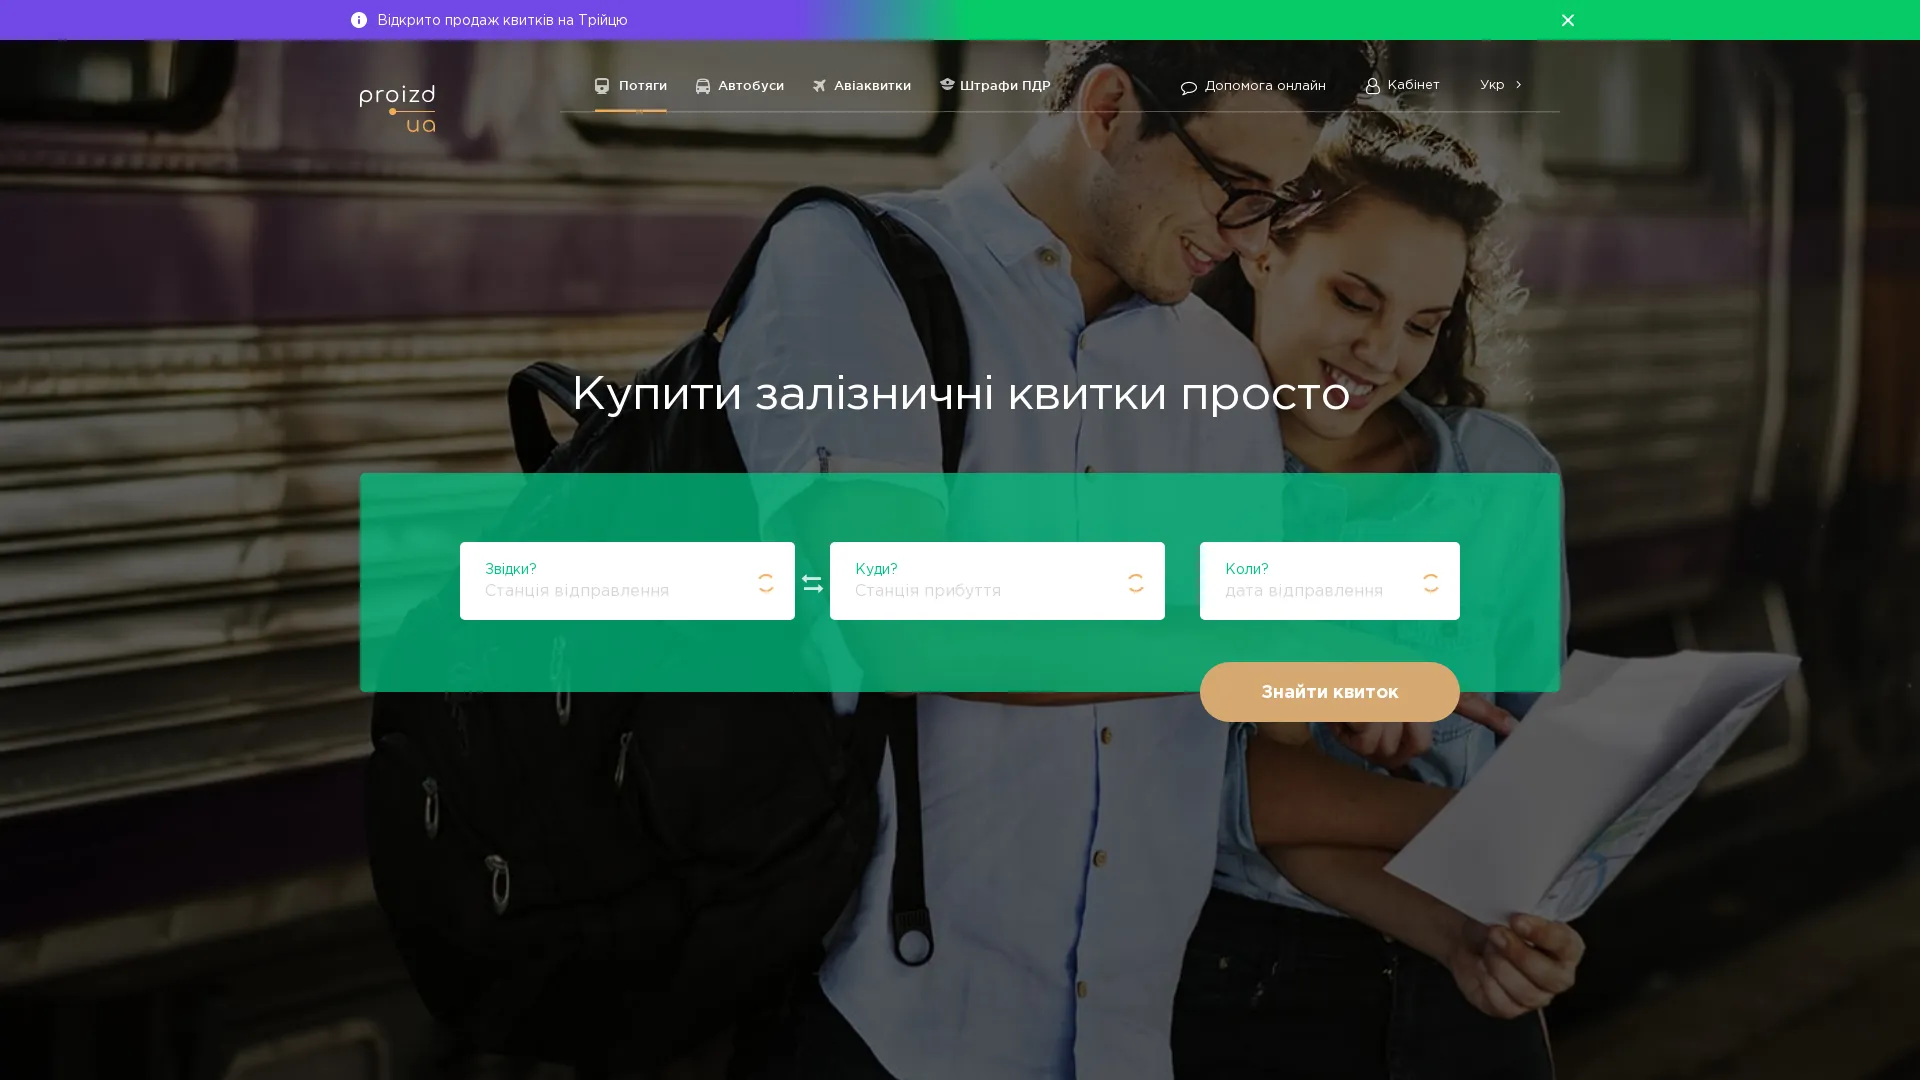 Відкрито продаж квитків на Трійцю
proizd
ua
Потяги
Автобуси
Авіаквитки
Штрафи ПДР
Допомога онлайн
Кабінет
Укр
Купити залізничні квитки просто
Звідки?
Станція відправлення
Куди?
Станція прибуття
Коли?
дата відправлення
Знайти квиток